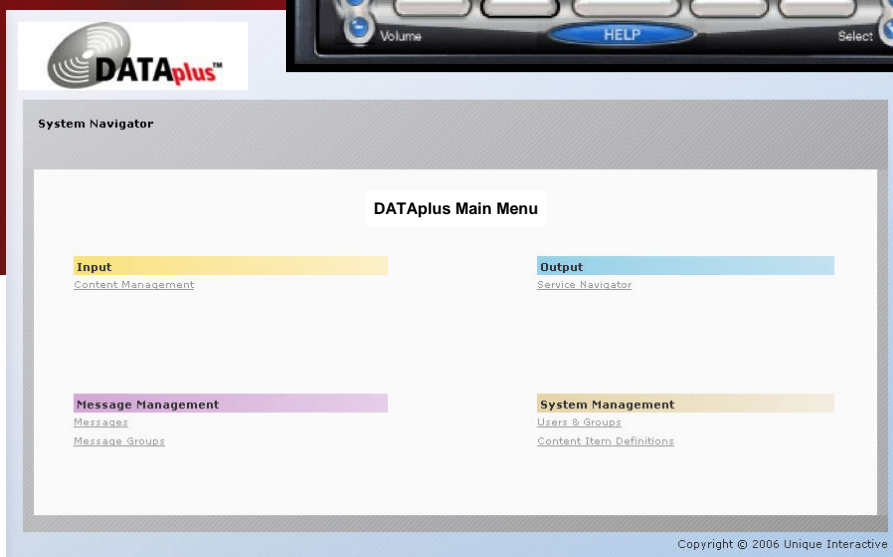 Volume
HELP
Select
DATAplus™
System Navigator
DATAplus Main Menu
Input
Content Management
Output
Service Navigator
Message Management
Messages
Message Groups
System Management
Users & Groups
Content Item Definitions
Copyright © 2006 Unique Interactive